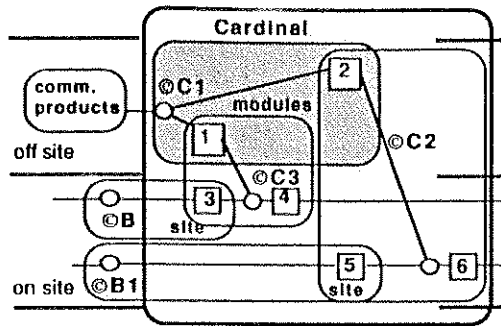 Cardinal
comm.
products
©C1
2
modules
1
©C2
off site
©C3
3
4
©B
site
5
6
on site
©B1
site